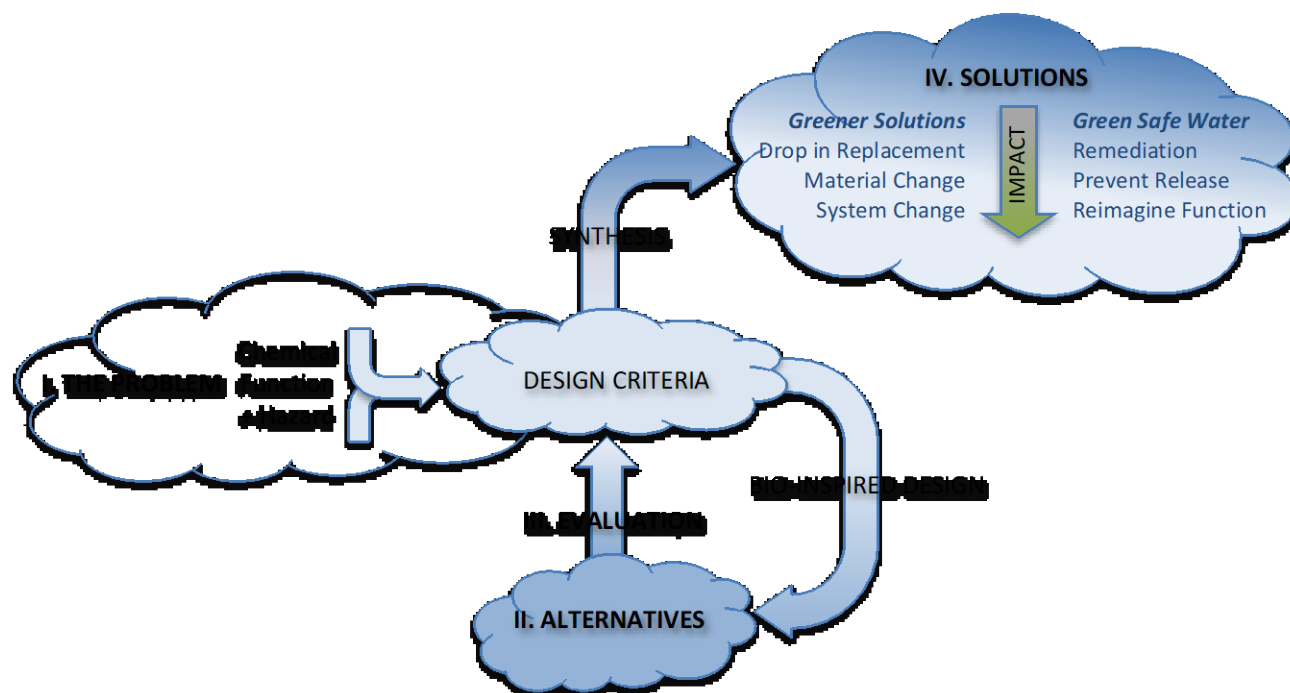 IV. SOLUTIONS
Greener Solutions
Drop in Replacement
Material Change
System Change
IMPACT
Green Safe Water
Remediation
Prevent Release
Reimagine Function
SYNTHESIS
I. THE PROBLEM
Chemical
Function
+ Hazard
DESIGN CRITERIA
BIO-INSPIRED DESIGN
III. EVALUATION
II. ALTERNATIVES